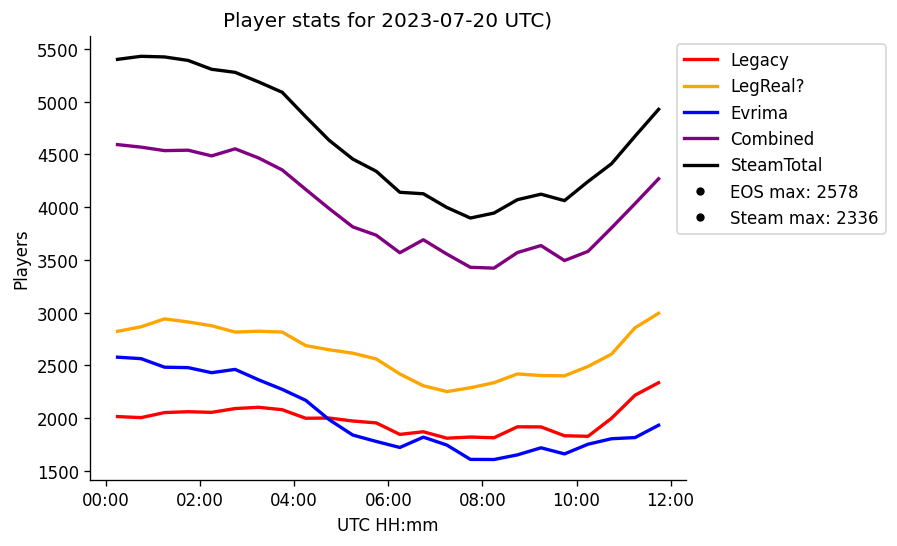 Player stats for 2023-07-20 UTC)
5500
5000
4500
4000
3500
3000
2500
2000
1500
Players
00:00
02:00
04:00
06:00
08:00
10:00
12:00
UTC HH:mm
Legacy
LegReal?
Evrima
Combined
SteamTotal
EOS max: 2578
Steam max: 2336